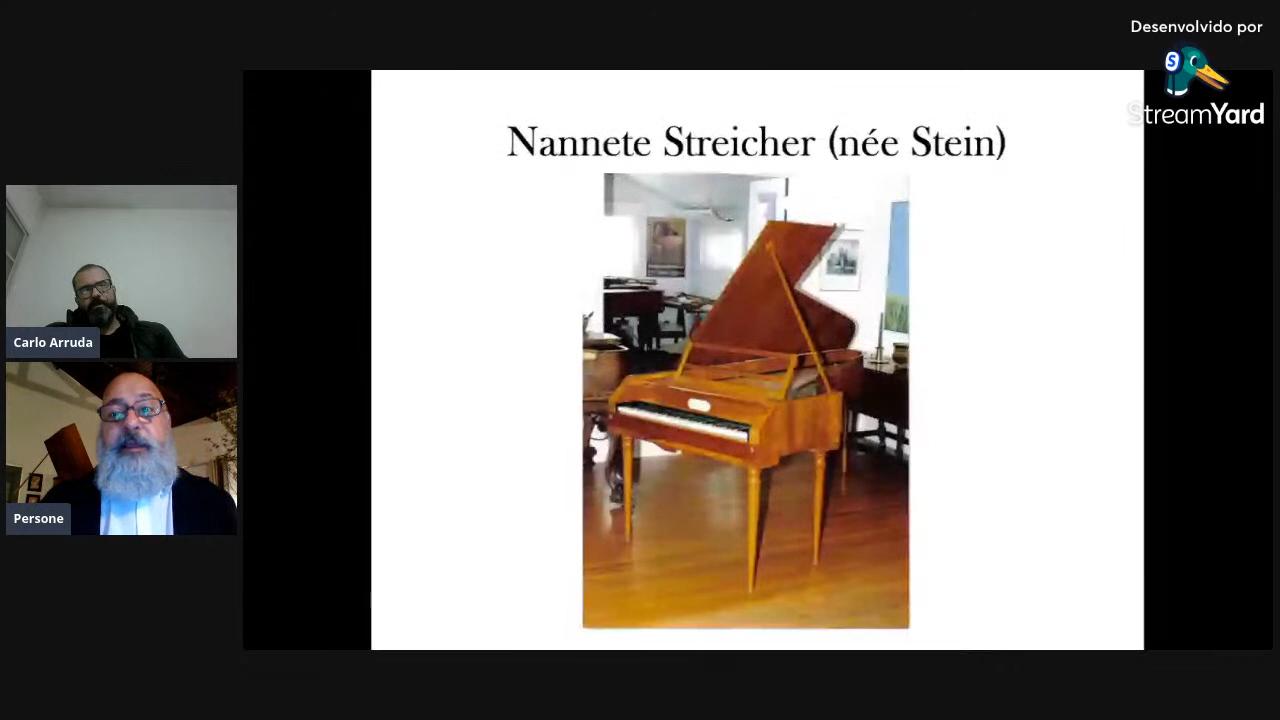 Desenvolvido por
StreamYard
Nannete Streicher (née Stein)
Carlo Arruda
Persone